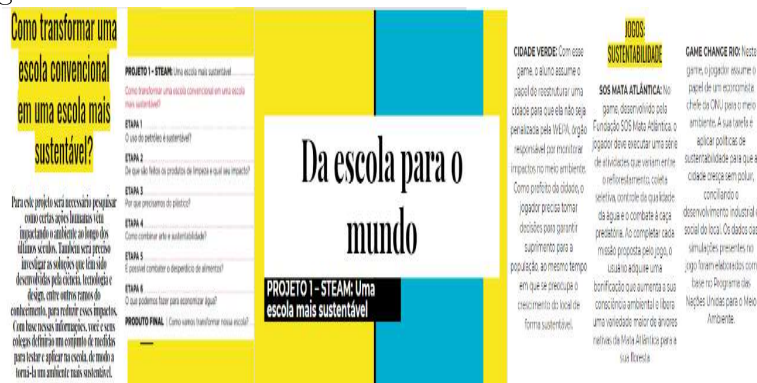 Como transformar uma
escola convencional
em uma escola mais
sustentável?
Para este projeto será necessário pesquisar
como certas ações humanas vêm
impactando o ambiente ao longo dos
últimos séculos. Também será preciso
investigar as soluções que têm sido
desenvolvidas pela ciência, tecnologia e
design, entre outros ramos do
conhecimento, para reduzir esses impactos.
Com base nessas informações, você e seus
colegas definirão um conjunto de medidas
para testar e aplicar na escola, de modo a
torná-la um ambiente mais sustentável.
PROJETO 1 - STEAM: Uma escola mais sustentável
Como transformar uma escola convencional em uma escola
mais sustentável?
ETAPA 1
O uso do petróleo é sustentável?
ETAPA 2
De que são feitos os produtos de limpeza e qual seu impacto?
ETAPA 3
Por que precisamos do plástico?
ETAPA 4
Como combinar arte e sustentabilidade?
ETAPA 5
É possível combater o desperdício de alimentos?
ETAPA 6
O que podemos fazer para economizar água?
PRODUTO FINAL | Como vamos transformar nossa escola?
Da escola para o
mundo
PROJETO 1 - STEAM: Uma
escola mais sustentável
CIDADE VERDE: Com esse
game, o aluno assume o
papel de reestruturar uma
cidade para que ela não seja
penalizada pela WEPA, órgão
responsável por monitorar
impactos no meio ambiente.
Como prefeito da cidade, o
jogador precisa tomar
decisões para garantir
suprimento para a
população, ao mesmo tempo
em que se preocupa o
crescimento do local de
forma sustentável.
JOGOS:
SUSTENTABILIDADE
SOS MATA ATLÂNTICA: No
game, desenvolvido pela
Fundação SOS Mata Atlântica, o
jogador deve executar uma série
de atividades que variam entre
o reflorestamento, coleta
seletiva, controle da qualidade
da água e o combate à caça
predatória. Ao completar cada
missão proposta pelo jogo, o
usuário adquire uma
bonificação que aumenta a sua
consciência ambiental e libera
uma variedade maior de árvores
nativas da Mata Atlântica para a
sua floresta.
GAME CHANGE RIO: Neste
game, o jogador assume o
papel de um economista
chefe da ONU para o meio
ambiente. A sua tarefa é
aplicar políticas de
sustentabilidade para que a
cidade cresça sem poluir,
conciliando o
desenvolvimento industrial e
social do local. Os dados das
simulações presentes no
jogo foram elaborados com
base no Programa das
Nações Unidas para o Meio
Ambiente.